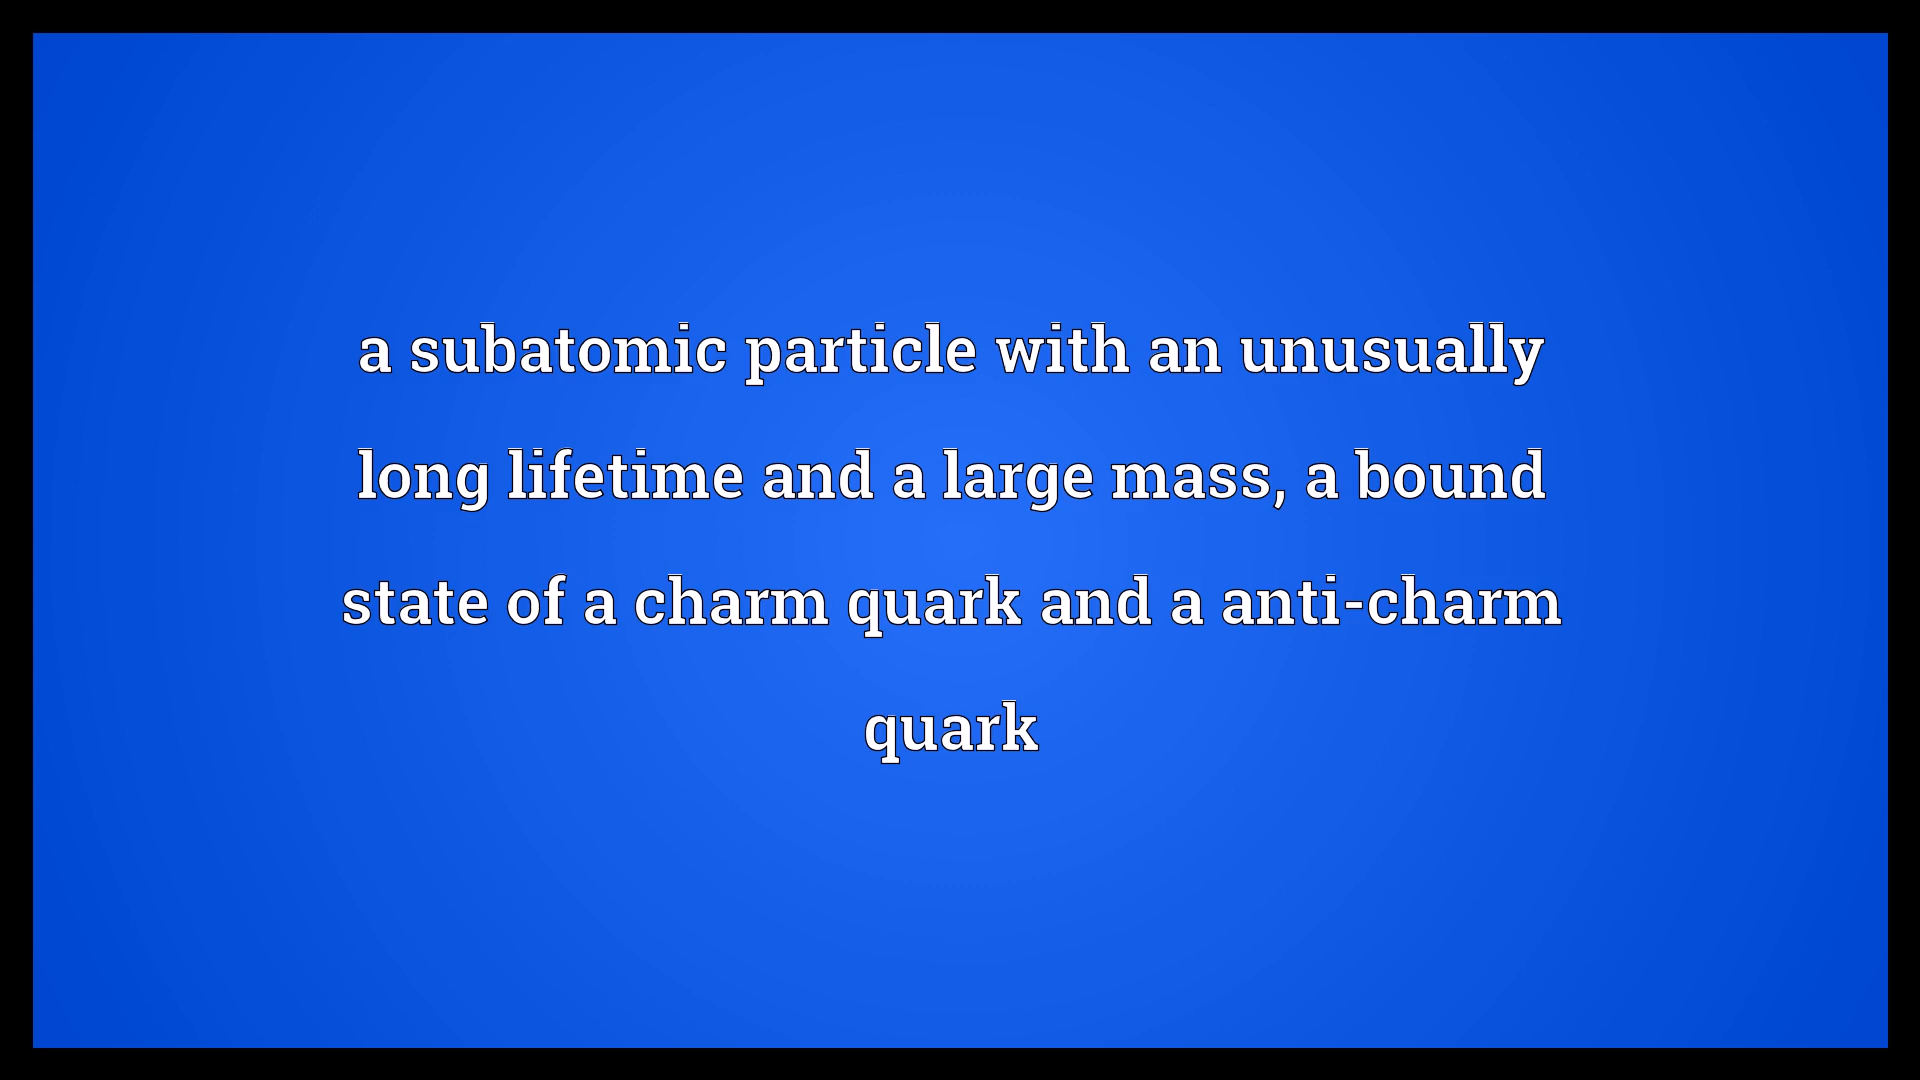 a subatomic particle with an unusually
long lifetime and a large mass, a bound
state of a charm quark and a anti-charm
quark